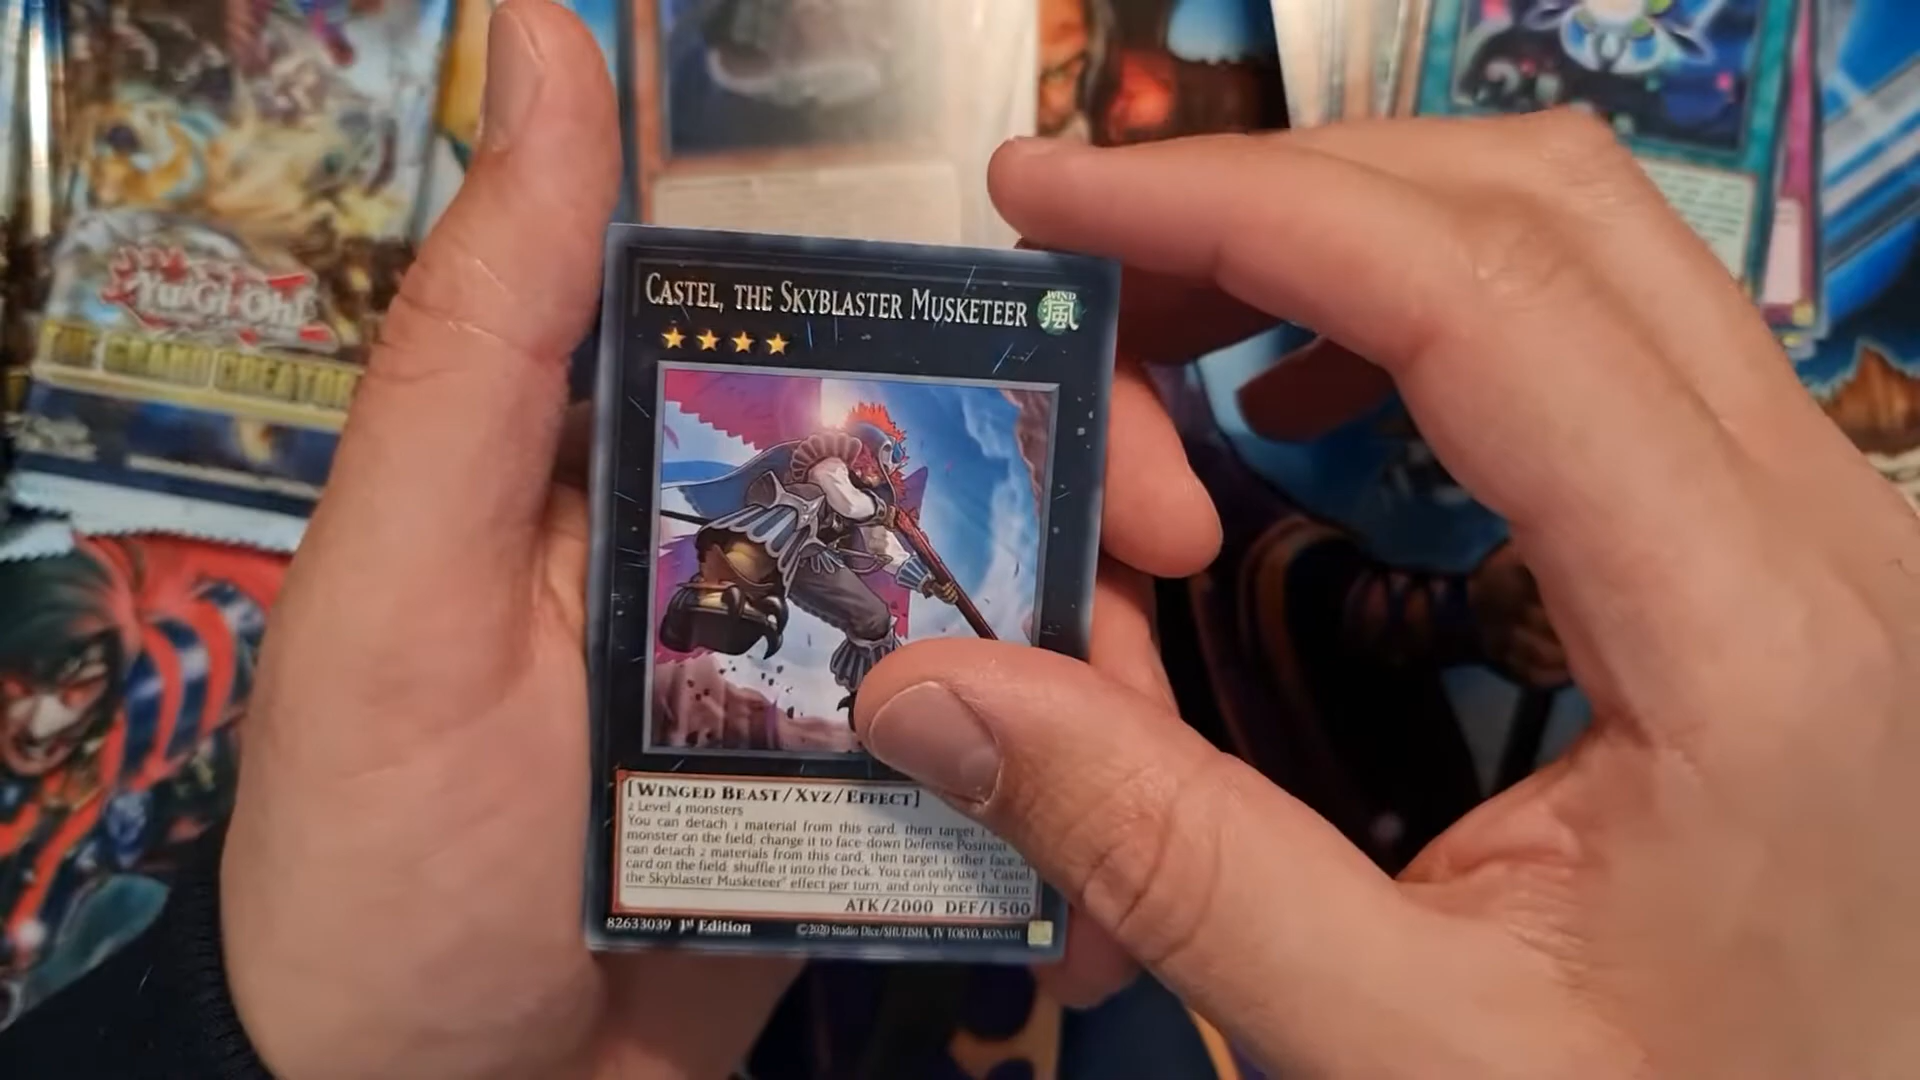 Yu-Gi-Oh!
THE GRAND CREATOR
CASTEL, THE SKYBLASTER MUSKETEER
WIND
風
[WINGED BEAST/XYZ/EFFECT]
2 Level 4 monsters
You can detach 1 material from this card, then target 1
monster on the field; change it to face-down Defense Position
can detach 2 materials from this card, then target 1 other face
card on the field; shuffle it into the Deck. You can only use 1 "Castel,
the Skyblaster Musketeer" effect per turn, and only once that turn
ATK/2000 DEF/1500
82633039 1st Edition ©2020 Studio Dice/SHUEISHA, TV TOKYO, KONAMI